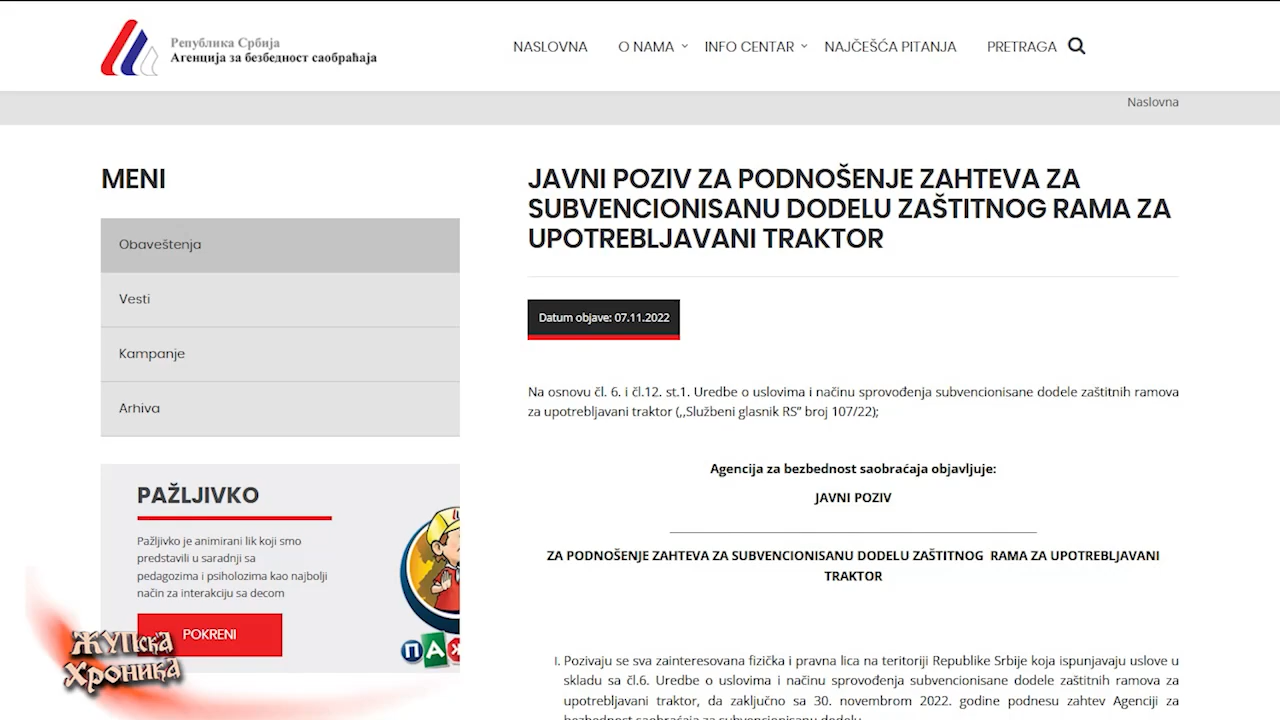 Република Србија
Агенција за безбедност саобраћаја
NASLOVNA O NAMA INFO CENTAR NAJČEŠĆA PITANJA PRETRAGA
Naslovna
MENI
Obaveštenja
Vesti
Kampanje
Arhiva
PAŽLJIVKO
Pažljivko je animirani lik koji smo
predstavili u saradnji sa
pedagozima i psiholozima kao najbolji
način za interakciju sa decom
POKRENI
ПАЖ
ЖУПСКА
ХРОНИКА
JAVNI POZIV ZA PODNOŠENJE ZAHTEVA ZA
SUBVENCIONISANU DODELU ZAŠTITNOG RAMA ZA
UPOTREBLJAVANI TRAKTOR
Datum objave: 07.11.2022
Na osnovu čl. 6. i čl.12. st.1. Uredbe o uslovima i načinu sprovođenja subvencionisane dodele zaštitnih ramova
za upotrebljavani traktor (,,Službeni glasnik RS” broj 107/22);
Agencija za bezbednost saobraćaja objavljuje:
JAVNI POZIV
ZA PODNOŠENJE ZAHTEVA ZA SUBVENCIONISANU DODELU ZAŠTITNOG RAMA ZA UPOTREBLJAVANI
TRAKTOR
I. Pozivaju se sva zainteresovana fizička i pravna lica na teritoriji Republike Srbije koja ispunjavaju uslove u
skladu sa čl.6. Uredbe o uslovima i načinu sprovođenja subvencionisane dodele zaštitnih ramova za
upotrebljavani traktor, da zaključno sa 30. novembrom 2022. godine podnesu zahtev Agenciji za
bezbednost saobraćaja za subvencionisanu dodelu